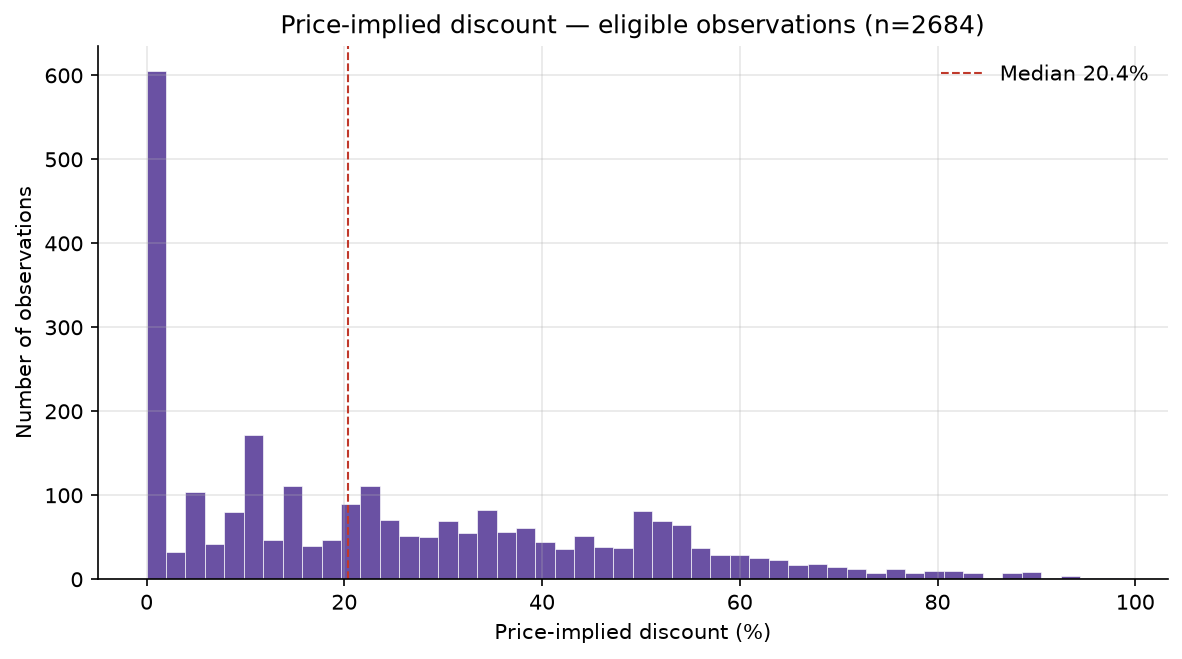 Price-implied discount — eligible observations (n=2684)
Median 20.4%
Number of observations
600
500
400
300
200
100
0
0 20 40 60 80 100
Price-implied discount (%)